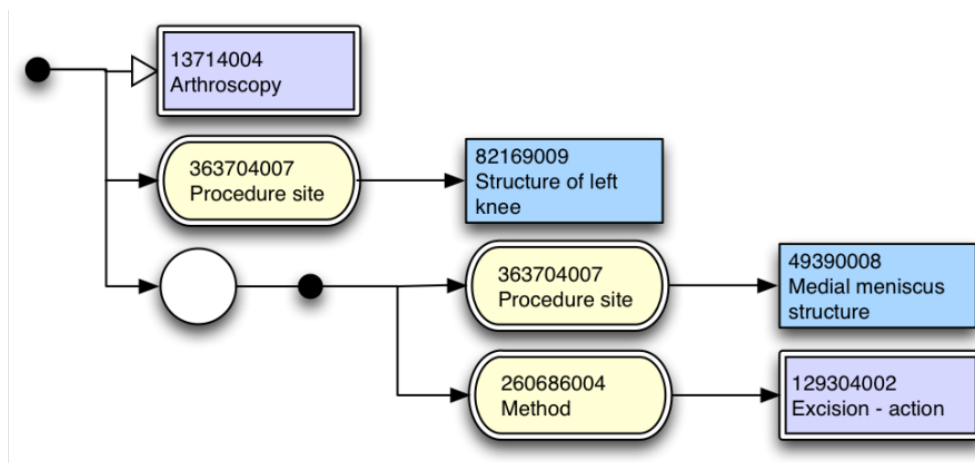 13714004
Arthroscopy
363704007
Procedure site
82169009
Structure of left
knee
363704007
Procedure site
49390008
Medial meniscus
structure
260686004
Method
129304002
Excision - action